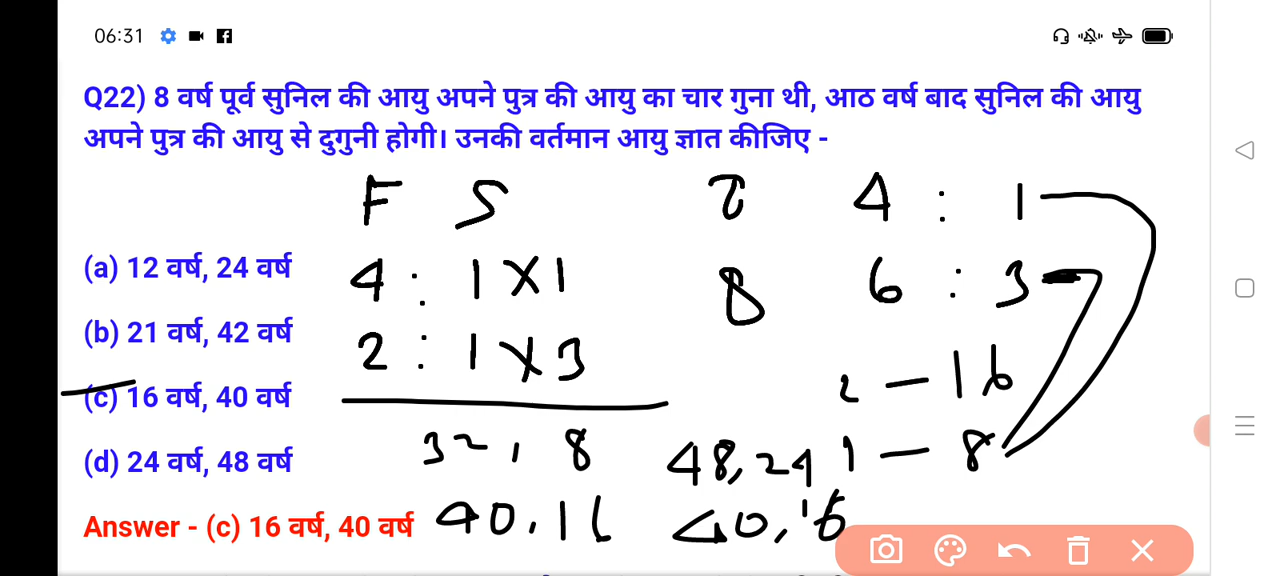 06:31
Q22) 8 वर्ष पूर्व सुनिल की आयु अपने पुत्र की आयु का चार गुना थी, आठ वर्ष बाद सुनिल की आयु
अपने पुत्र की आयु से दुगुनी होगी। उनकी वर्तमान आयु ज्ञात कीजिए -
F S 4 : 1
(a) 12 वर्ष, 24 वर्ष 4 : 1 X 1 8 6 : 3
(b) 21 वर्ष, 42 वर्ष 2 : 1 X 3
(c) 16 वर्ष, 40 वर्ष 2 - 16
(d) 24 वर्ष, 48 वर्ष 32, 8 48, 24 1 - 8
Answer - (c) 16 वर्ष, 40 वर्ष 40, 16 40, 16